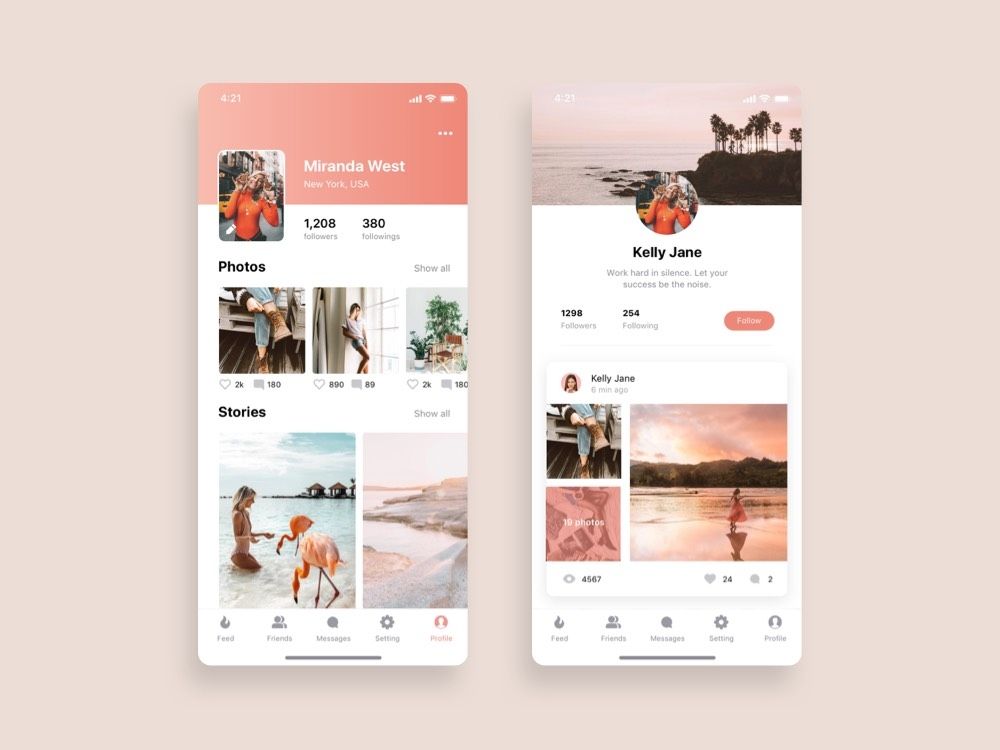 4:21
Miranda West
New York, USA
1,208 380
followers followings
Photos Show all
2k 180 890 89 2k 180
Stories Show all
Feed Friends Messages Setting Profile
4:21
Kelly Jane
Work hard in silence. Let your
success be the noise.
1298 254
Followers Following
Follow
Kelly Jane
6 min ago
19 photos
4567 24 2
Feed Friends Messages Setting Profile